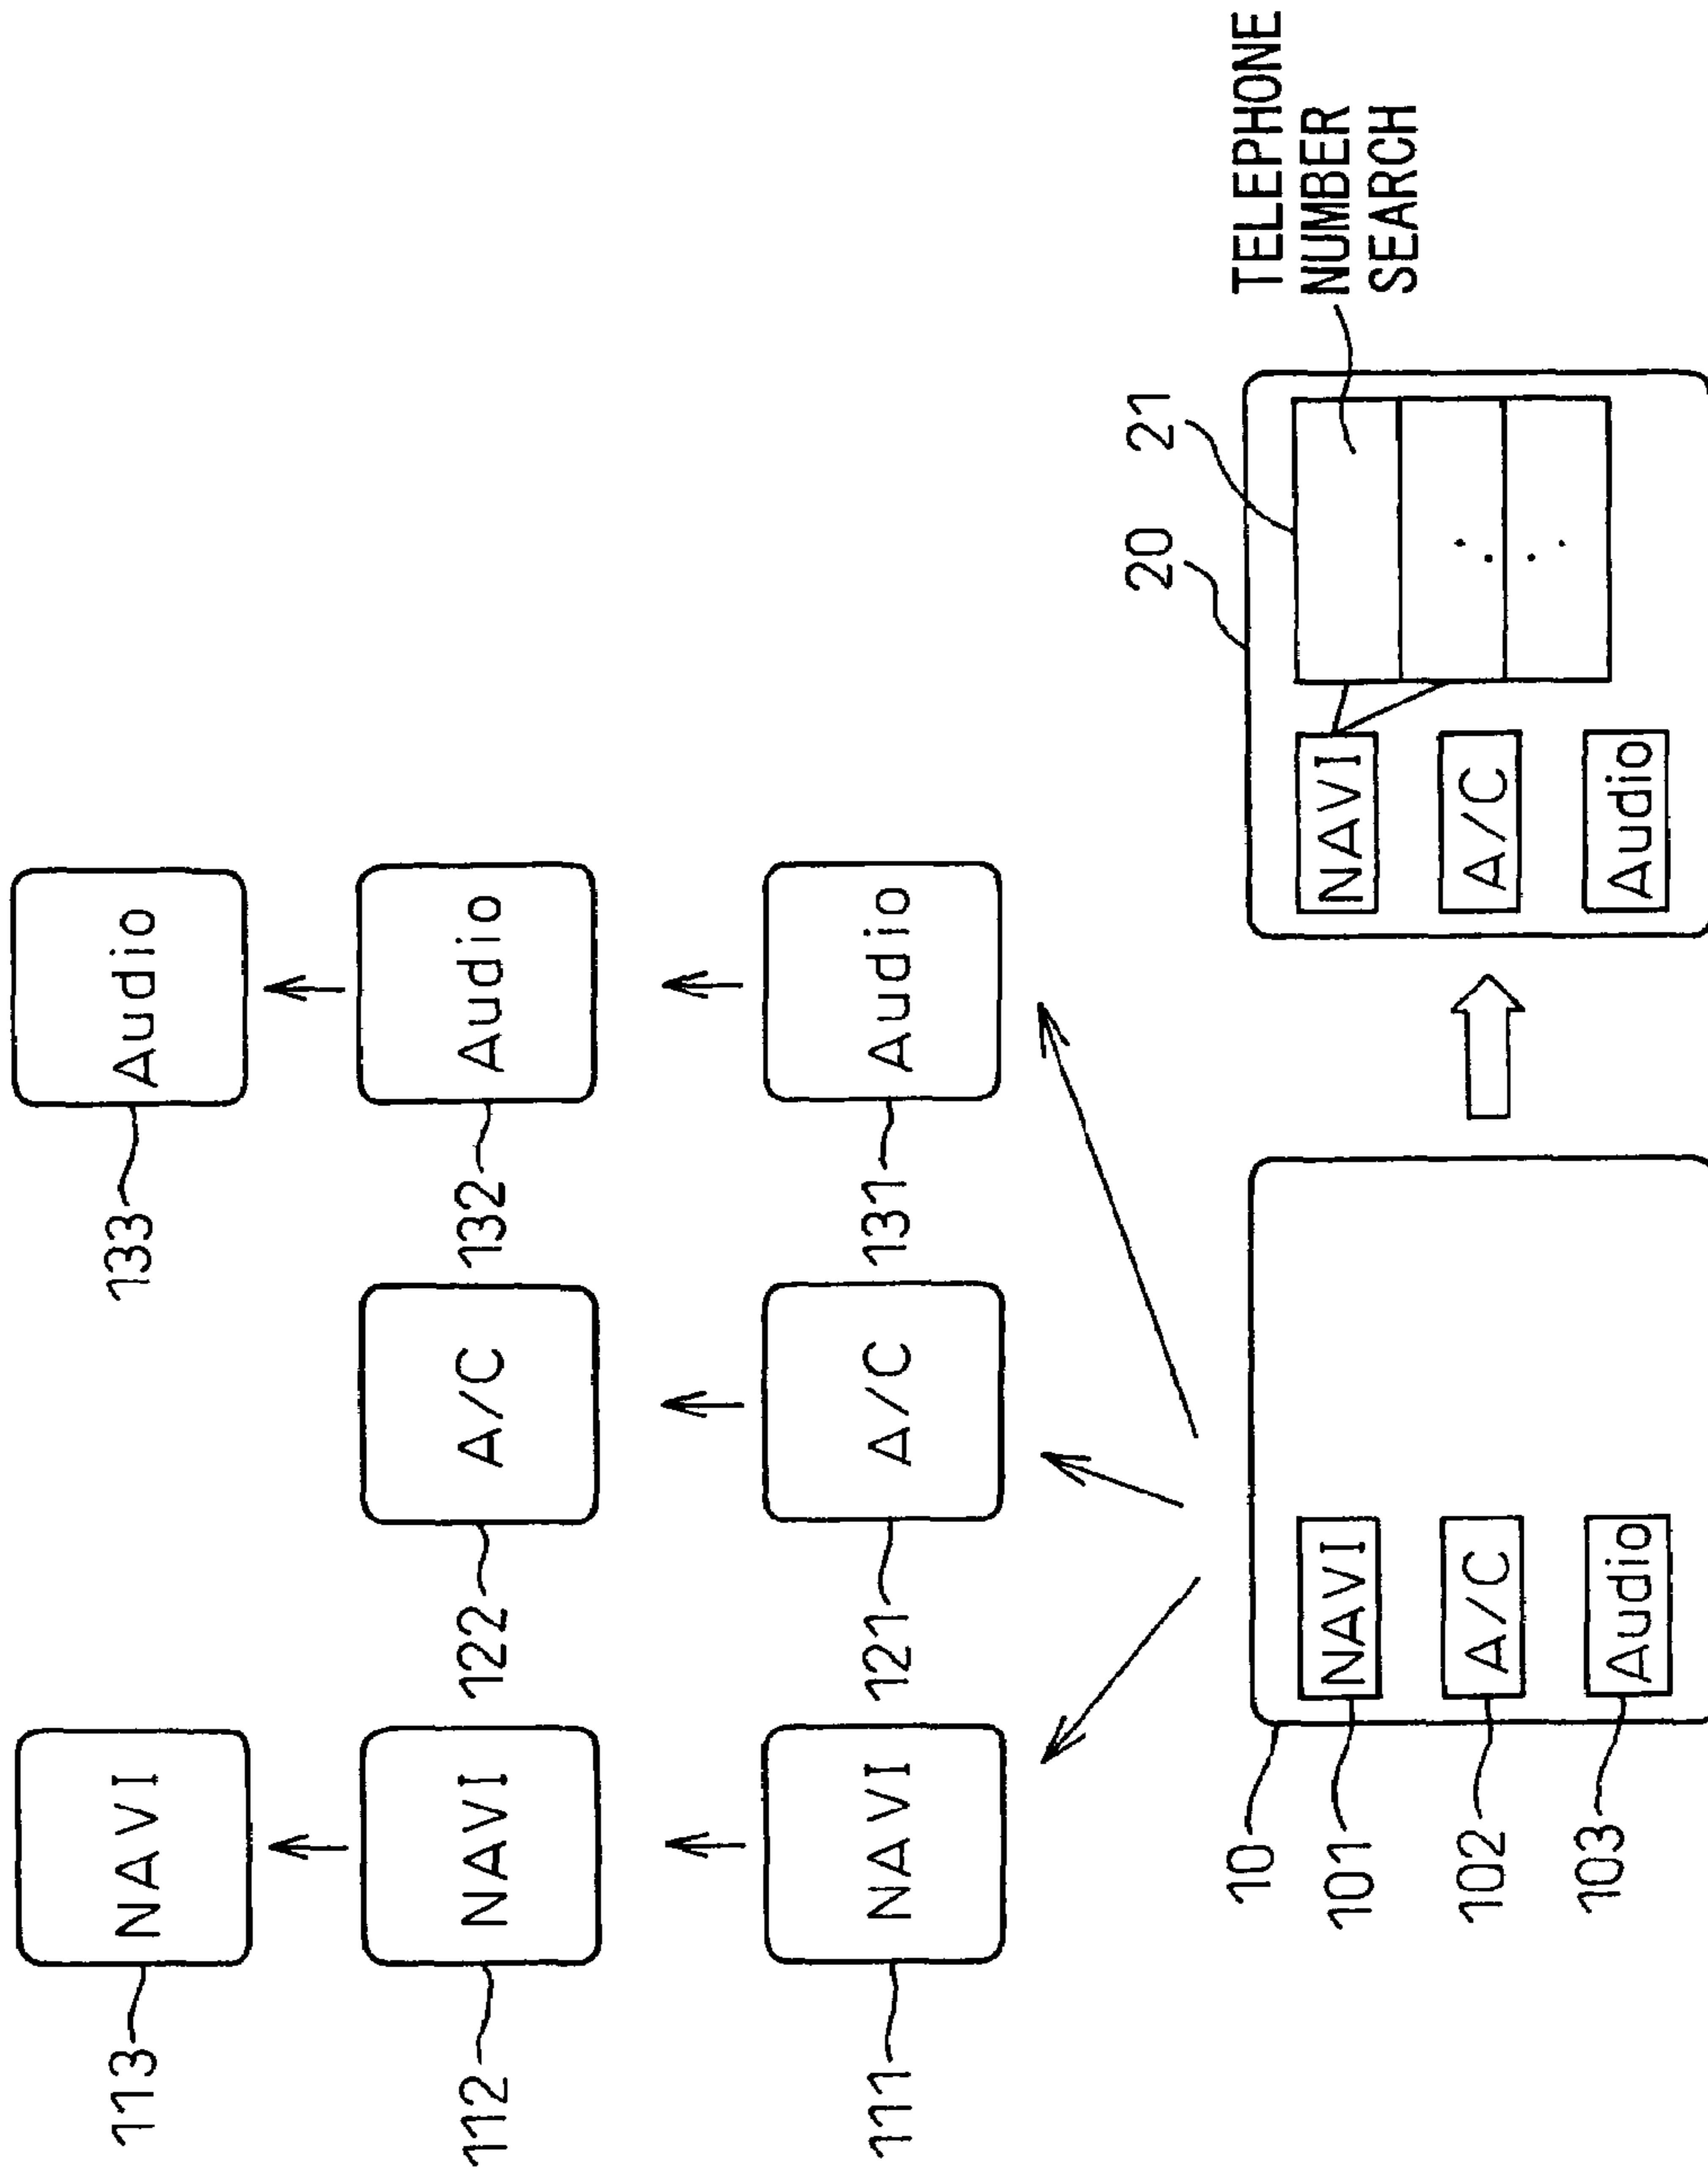 113
NAVI
133
Audio
112
NAVI
122
A/C
132
Audio
111
NAVI
121
A/C
131
Audio
10
101
NAVI
102
A/C
103
Audio
20
21
NAVI
A/C
Audio
TELEPHONE
NUMBER
SEARCH